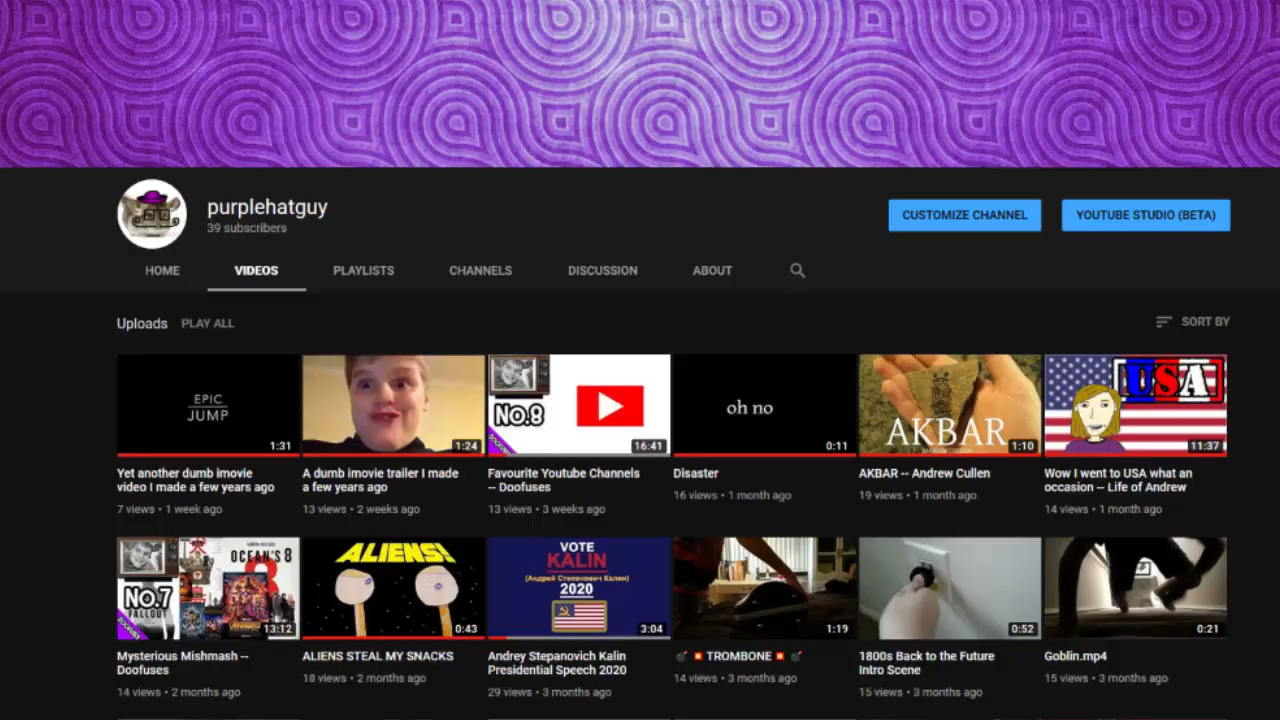 purplehatguy
39 subscribers
CUSTOMIZE CHANNEL
YOUTUBE STUDIO (BETA)
HOME
VIDEOS
PLAYLISTS
CHANNELS
DISCUSSION
ABOUT
Uploads
PLAY ALL
SORT BY
EPIC
JUMP
1:31
1:24
NO.8
16:41
oh no
0:11
AKBAR
1:10
USA
11:37
Yet another dumb imovie
video I made a few years ago
7 views • 1 week ago
A dumb imovie trailer I made
a few years ago
13 views • 2 weeks ago
Favourite Youtube Channels
-- Doofuses
13 views • 3 weeks ago
Disaster
16 views • 1 month ago
AKBAR -- Andrew Cullen
19 views • 1 month ago
Wow I went to USA what an
occasion -- Life of Andrew
14 views • 1 month ago
OCEAN'S 8
NO.7
FALLOUT
13:12
ALIENS!
0:43
VOTE
KALIN
(Андрей Степанович Калин)
2020
3:04
1:19
0:52
0:21
Mysterious Mishmash --
Doofuses
14 views • 2 months ago
ALIENS STEAL MY SNACKS
18 views • 2 months ago
Andrey Stepanovich Kalin
Presidential Speech 2020
29 views • 3 months ago
💣 💥 TROMBONE 💥 💣
14 views • 3 months ago
1800s Back to the Future
Intro Scene
15 views • 3 months ago
Goblin.mp4
15 views • 3 months ago